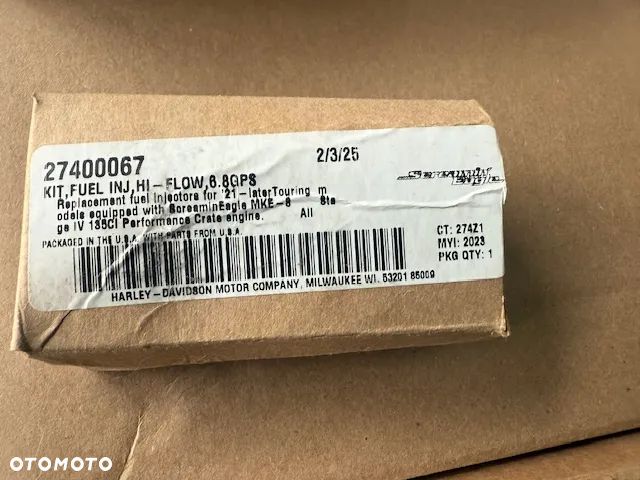 27400067 2/3/25
KIT,FUEL INJ,HI-FLOW,6.8GPS
Replacement fuel injectors for '21-laterTouring m
odels equipped with ScreaminEagle MKE-8 Sta
ge IV 135CI Performance Crate engine. All
PACKAGED IN THE U.S.A. WITH PARTS FROM U.S.A.
CT: 274Z1
MYI: 2023
PKG QTY: 1
HARLEY-DAVIDSON MOTOR COMPANY, MILWAUKEE WI. 53201 85009
OTOMOTO